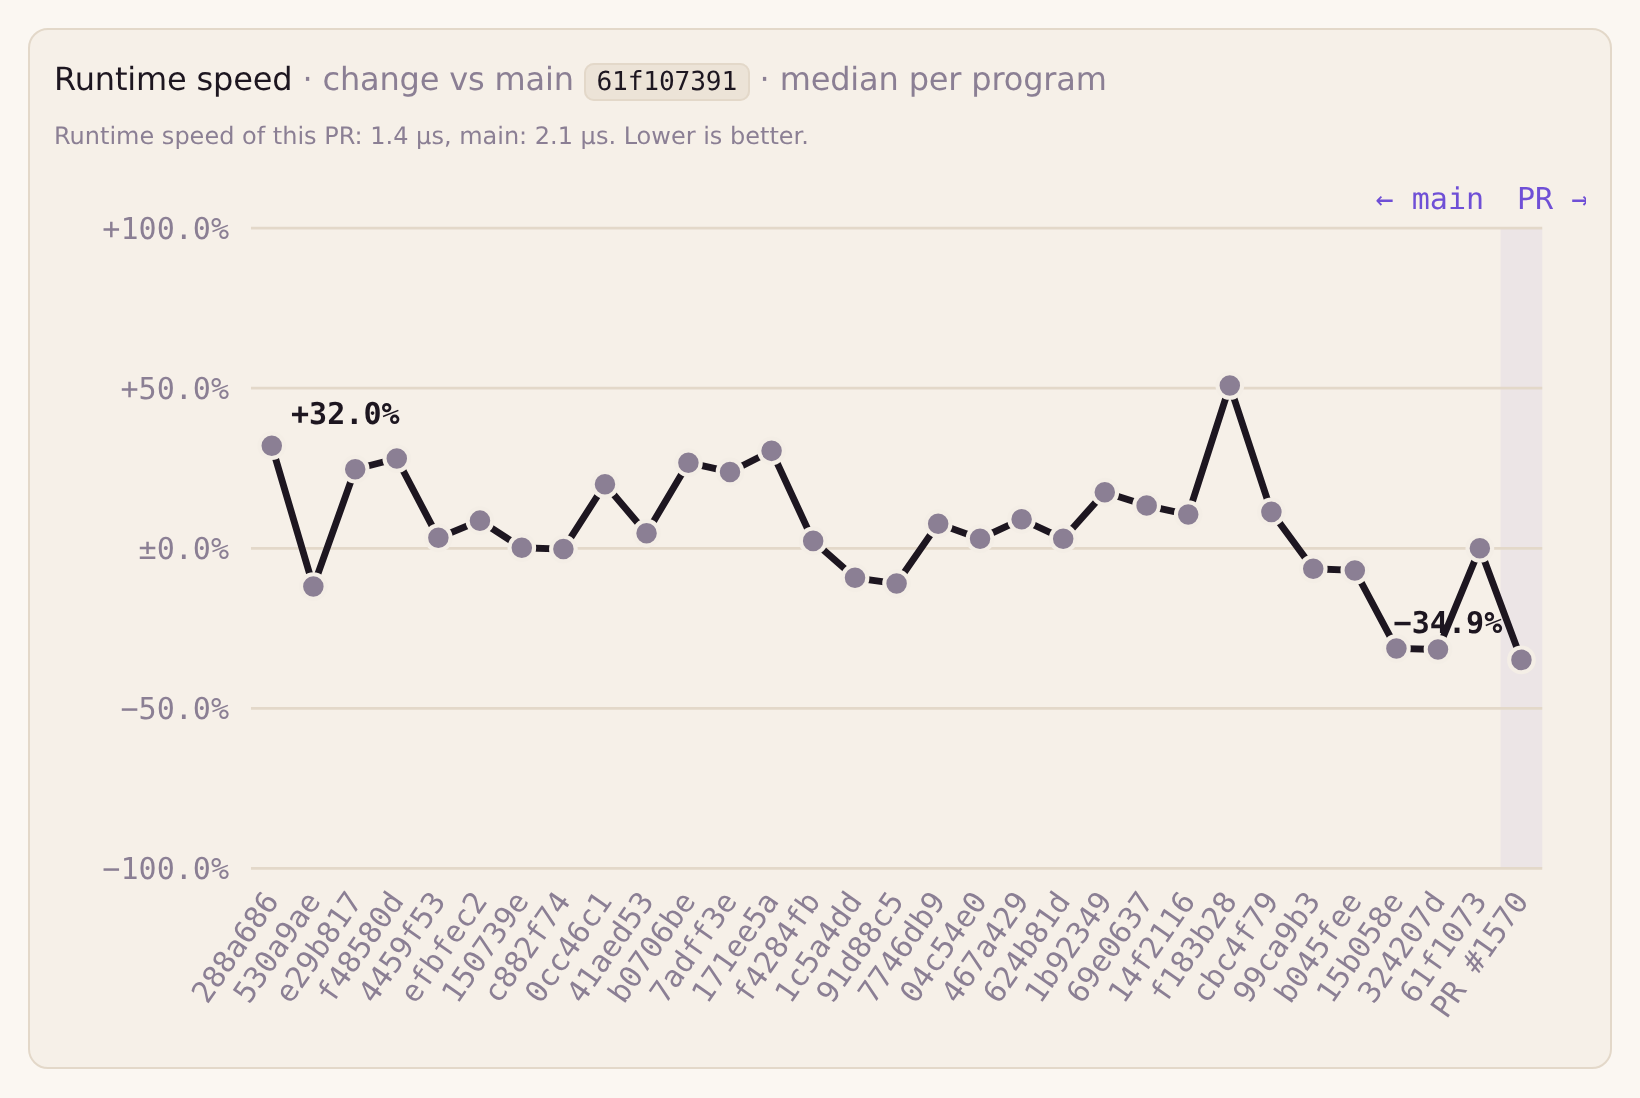 Runtime speed · change vs main 61f107391 · median per program
Runtime speed of this PR: 1.4 µs, main: 2.1 µs. Lower is better.
← main PR →
+100.0%
+50.0%
±0.0%
−50.0%
−100.0%
+32.0%
−34.9%
288a686
530a9ae
e29b817
f48580d
4459f53
efbfec2
150739e
c882f74
0cc46c1
41aed53
b0706be
7adff3e
171ee5a
f4284fb
1c5a4dd
91d88c5
7746db9
04c54e0
467a429
624b81d
1b92349
69e0637
14f2116
f183b28
cbc4f79
99ca9b3
b045fee
15b058e
324207d
61f1073
PR #1570